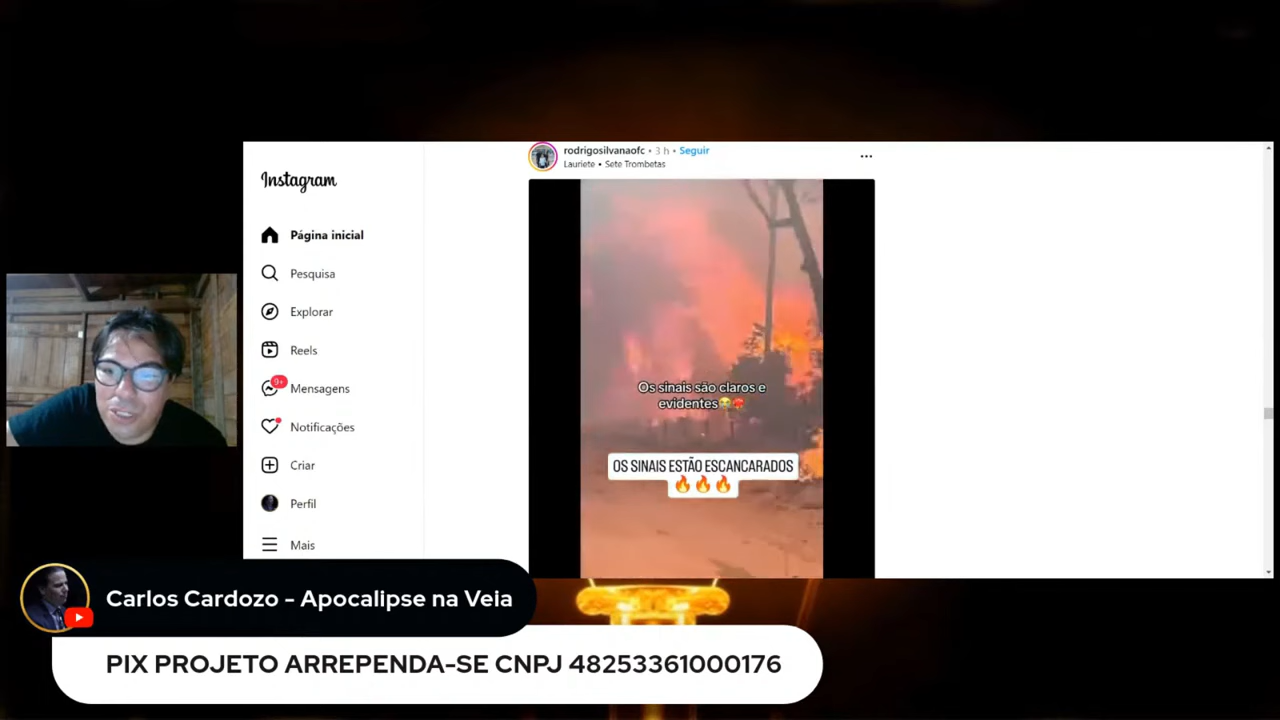 rodrigosilvanaofc • 3 h • Seguir
Lauriete • Sete Trombetas
Instagram
Página inicial
Pesquisa
Explorar
Reels
9+
Mensagens
Notificações
Criar
Perfil
Mais
Os sinais são claros e
evidentes😭💥
OS SINAIS ESTÃO ESCANCARADOS
🔥🔥🔥
Carlos Cardozo - Apocalipse na Veia
PIX PROJETO ARREPENDA-SE CNPJ 48253361000176